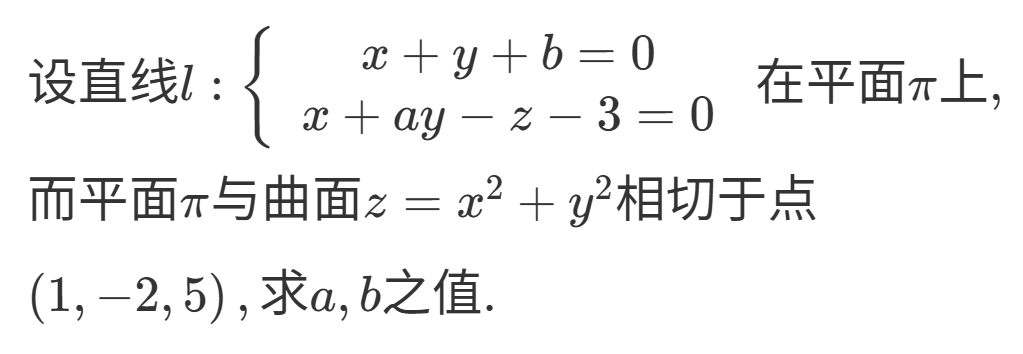 设直线l : { x + y + b = 0
x + ay − z − 3 = 0 在平面π上,
而平面π与曲面z = x² + y²相切于点
(1, −2, 5) , 求a, b之值.